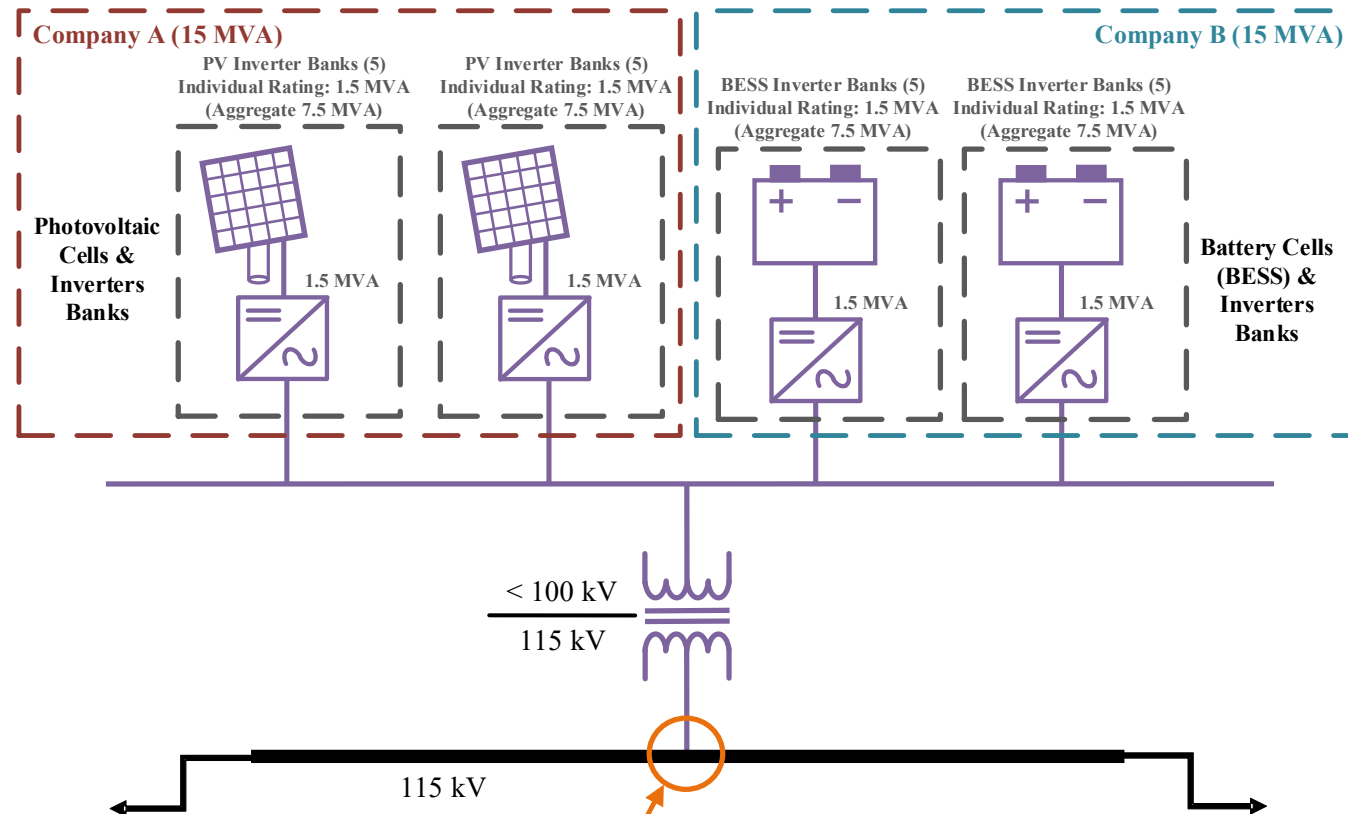 Company A (15 MVA)
PV Inverter Banks (5)
Individual Rating: 1.5 MVA
(Aggregate 7.5 MVA)
PV Inverter Banks (5)
Individual Rating: 1.5 MVA
(Aggregate 7.5 MVA)
Photovoltaic
Cells &
Inverters
Banks
1.5 MVA
1.5 MVA
Company B (15 MVA)
BESS Inverter Banks (5)
Individual Rating: 1.5 MVA
(Aggregate 7.5 MVA)
BESS Inverter Banks (5)
Individual Rating: 1.5 MVA
(Aggregate 7.5 MVA)
+ −
+ −
1.5 MVA
1.5 MVA
Battery Cells
(BESS) &
Inverters
Banks
< 100 kV
115 kV
115 kV